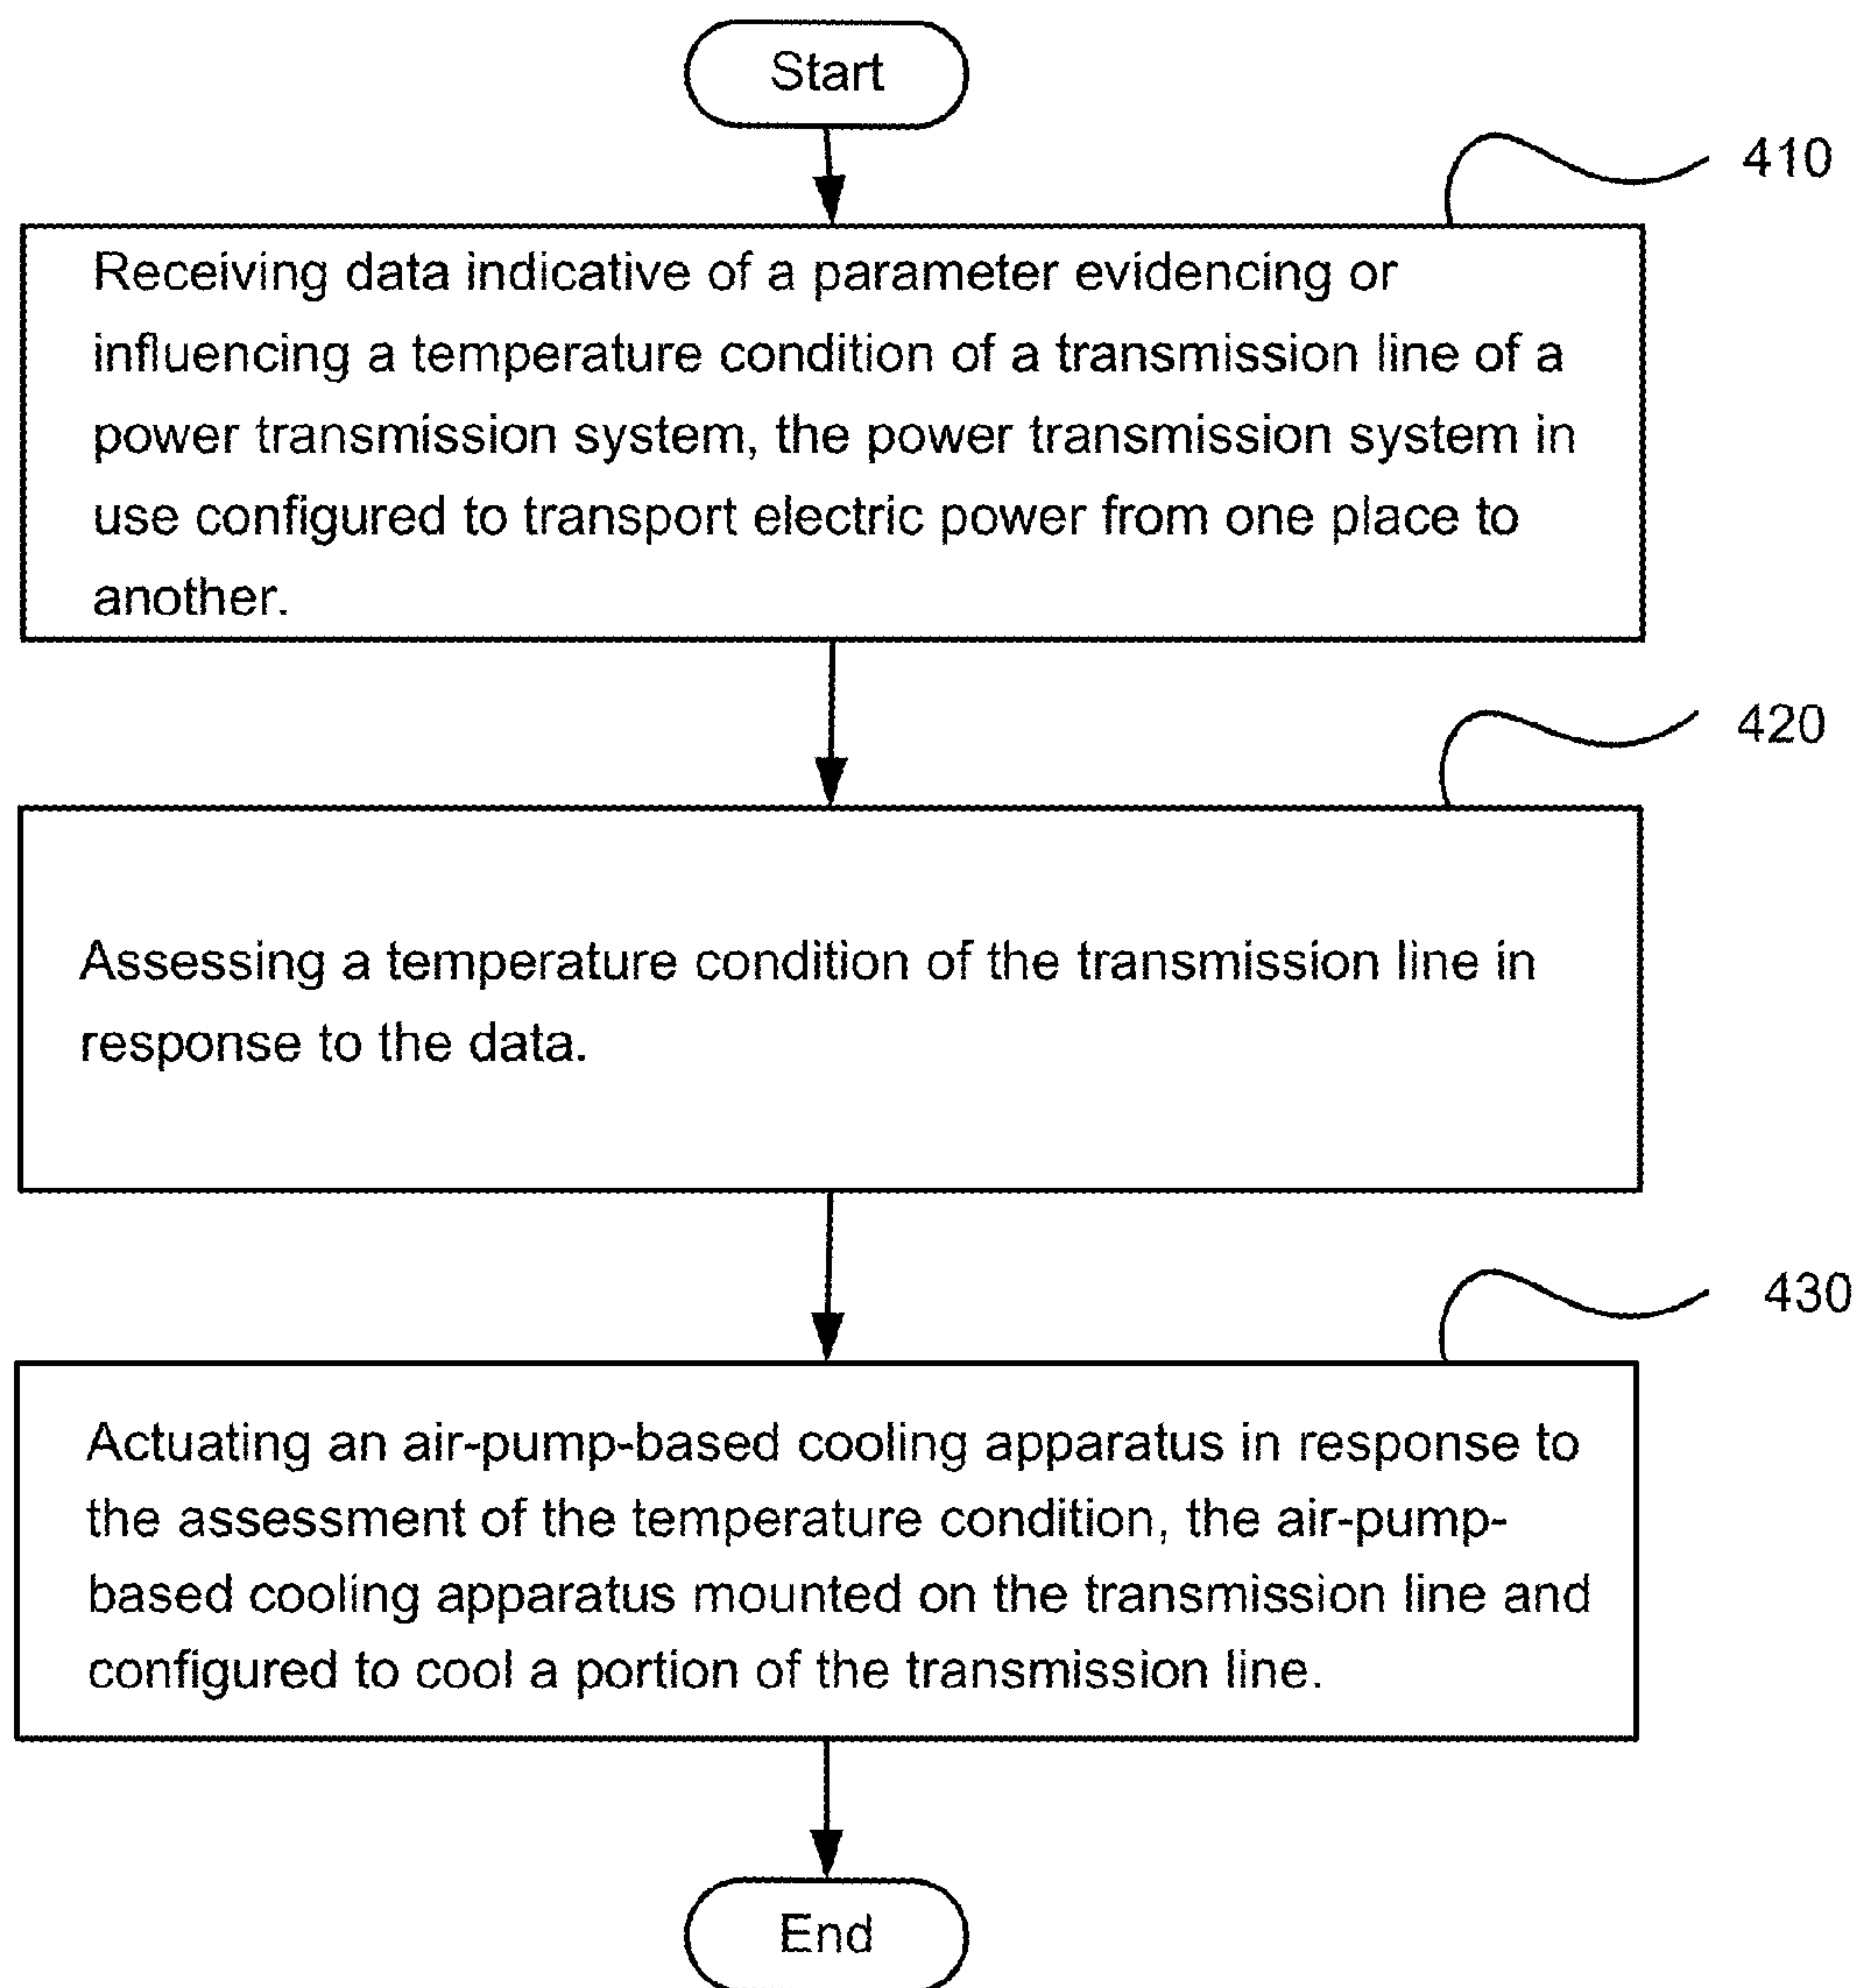 Start
410
Receiving data indicative of a parameter evidencing or
influencing a temperature condition of a transmission line of a
power transmission system, the power transmission system in
use configured to transport electric power from one place to
another.
420
Assessing a temperature condition of the transmission line in
response to the data.
430
Actuating an air-pump-based cooling apparatus in response to
the assessment of the temperature condition, the air-pump-
based cooling apparatus mounted on the transmission line and
configured to cool a portion of the transmission line.
End